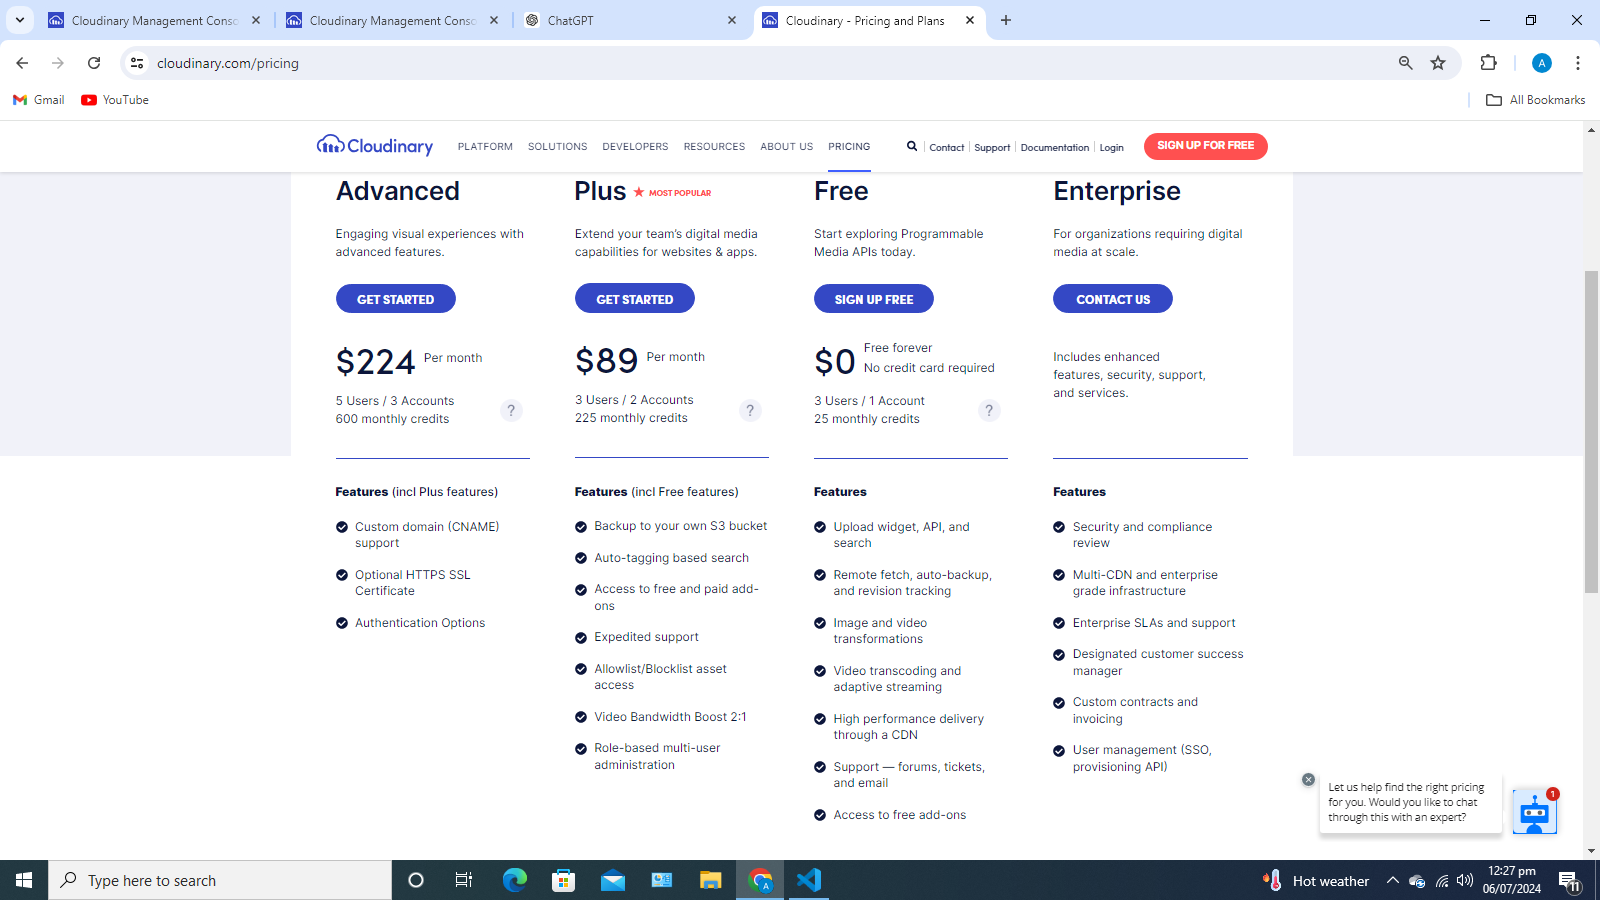 Cloudinary Management Conso
Cloudinary Management Conso
ChatGPT
Cloudinary - Pricing and Plans
cloudinary.com/pricing
A
Gmail
YouTube
All Bookmarks
Cloudinary
PLATFORM
SOLUTIONS
DEVELOPERS
RESOURCES
ABOUT US
PRICING
Contact
Support
Documentation
Login
SIGN UP FOR FREE
Advanced
Engaging visual experiences with
advanced features.
GET STARTED
$224 Per month
5 Users / 3 Accounts
600 monthly credits
?
Features (incl Plus features)
Custom domain (CNAME)
support
Optional HTTPS SSL
Certificate
Authentication Options
Plus MOST POPULAR
Extend your team's digital media
capabilities for websites & apps.
GET STARTED
$89 Per month
3 Users / 2 Accounts
225 monthly credits
?
Features (incl Free features)
Backup to your own S3 bucket
Auto-tagging based search
Access to free and paid add-
ons
Expedited support
Allowlist/Blocklist asset
access
Video Bandwidth Boost 2:1
Role-based multi-user
administration
Free
Start exploring Programmable
Media APIs today.
SIGN UP FREE
$0 Free forever
No credit card required
3 Users / 1 Account
25 monthly credits
?
Features
Upload widget, API, and
search
Remote fetch, auto-backup,
and revision tracking
Image and video
transformations
Video transcoding and
adaptive streaming
High performance delivery
through a CDN
Support — forums, tickets,
and email
Access to free add-ons
Enterprise
For organizations requiring digital
media at scale.
CONTACT US
Includes enhanced
features, security, support,
and services.
Features
Security and compliance
review
Multi-CDN and enterprise
grade infrastructure
Enterprise SLAs and support
Designated customer success
manager
Custom contracts and
invoicing
User management (SSO,
provisioning API)
Let us help find the right pricing
for you. Would you like to chat
through this with an expert?
1
Type here to search
A
Hot weather
12:27 pm
06/07/2024
11